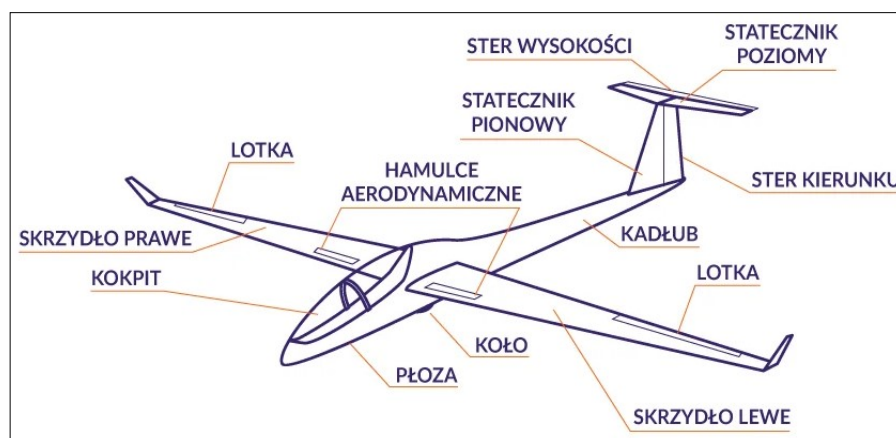 STER WYSOKOŚCI
STATECZNIK
POZIOMY
STATECZNIK
PIONOWY
LOTKA
HAMULCE
AERODYNAMICZNE
STER KIERUNKU
SKRZYDŁO PRAWE
KADŁUB
KOKPIT
LOTKA
KOŁO
PŁOZA
SKRZYDŁO LEWE